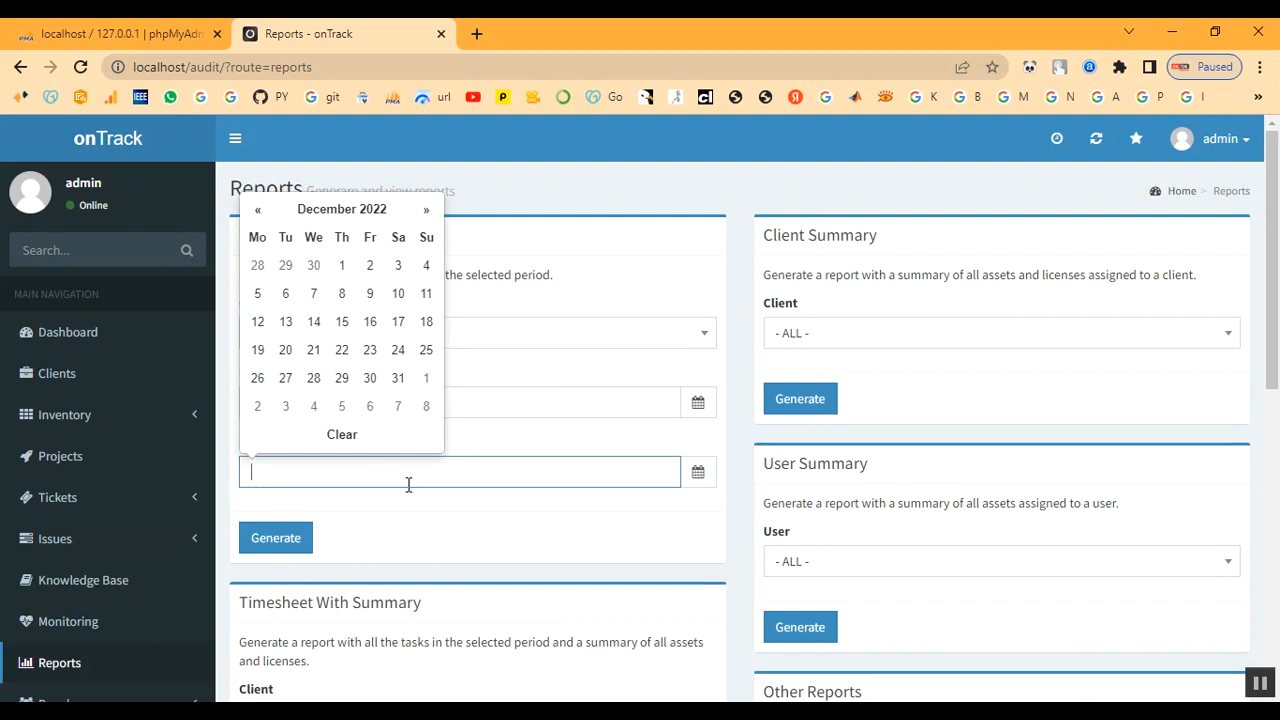 localhost / 127.0.0.1 | phpMyAdn
Reports - onTrack
localhost/audit/?route=reports
Paused
PY
git
url
Go
K
B
M
N
A
P
I
»
onTrack
admin
admin
Online
Search...
MAIN NAVIGATION
Dashboard
Clients
Inventory
Projects
Tickets
Issues
Knowledge Base
Monitoring
Reports
Reports Generare and view reports
Home > Reports
« December 2022 »
Mo Tu We Th Fr Sa Su
28 29 30 1 2 3 4
5 6 7 8 9 10 11
12 13 14 15 16 17 18
19 20 21 22 23 24 25
26 27 28 29 30 31 1
2 3 4 5 6 7 8
Clear
the selected period.
Generate
Timesheet With Summary
Generate a report with all the tasks in the selected period and a summary of all assets
and licenses.
Client
Client Summary
Generate a report with a summary of all assets and licenses assigned to a client.
Client
- ALL -
Generate
User Summary
Generate a report with a summary of all assets assigned to a user.
User
- ALL -
Generate
Other Reports